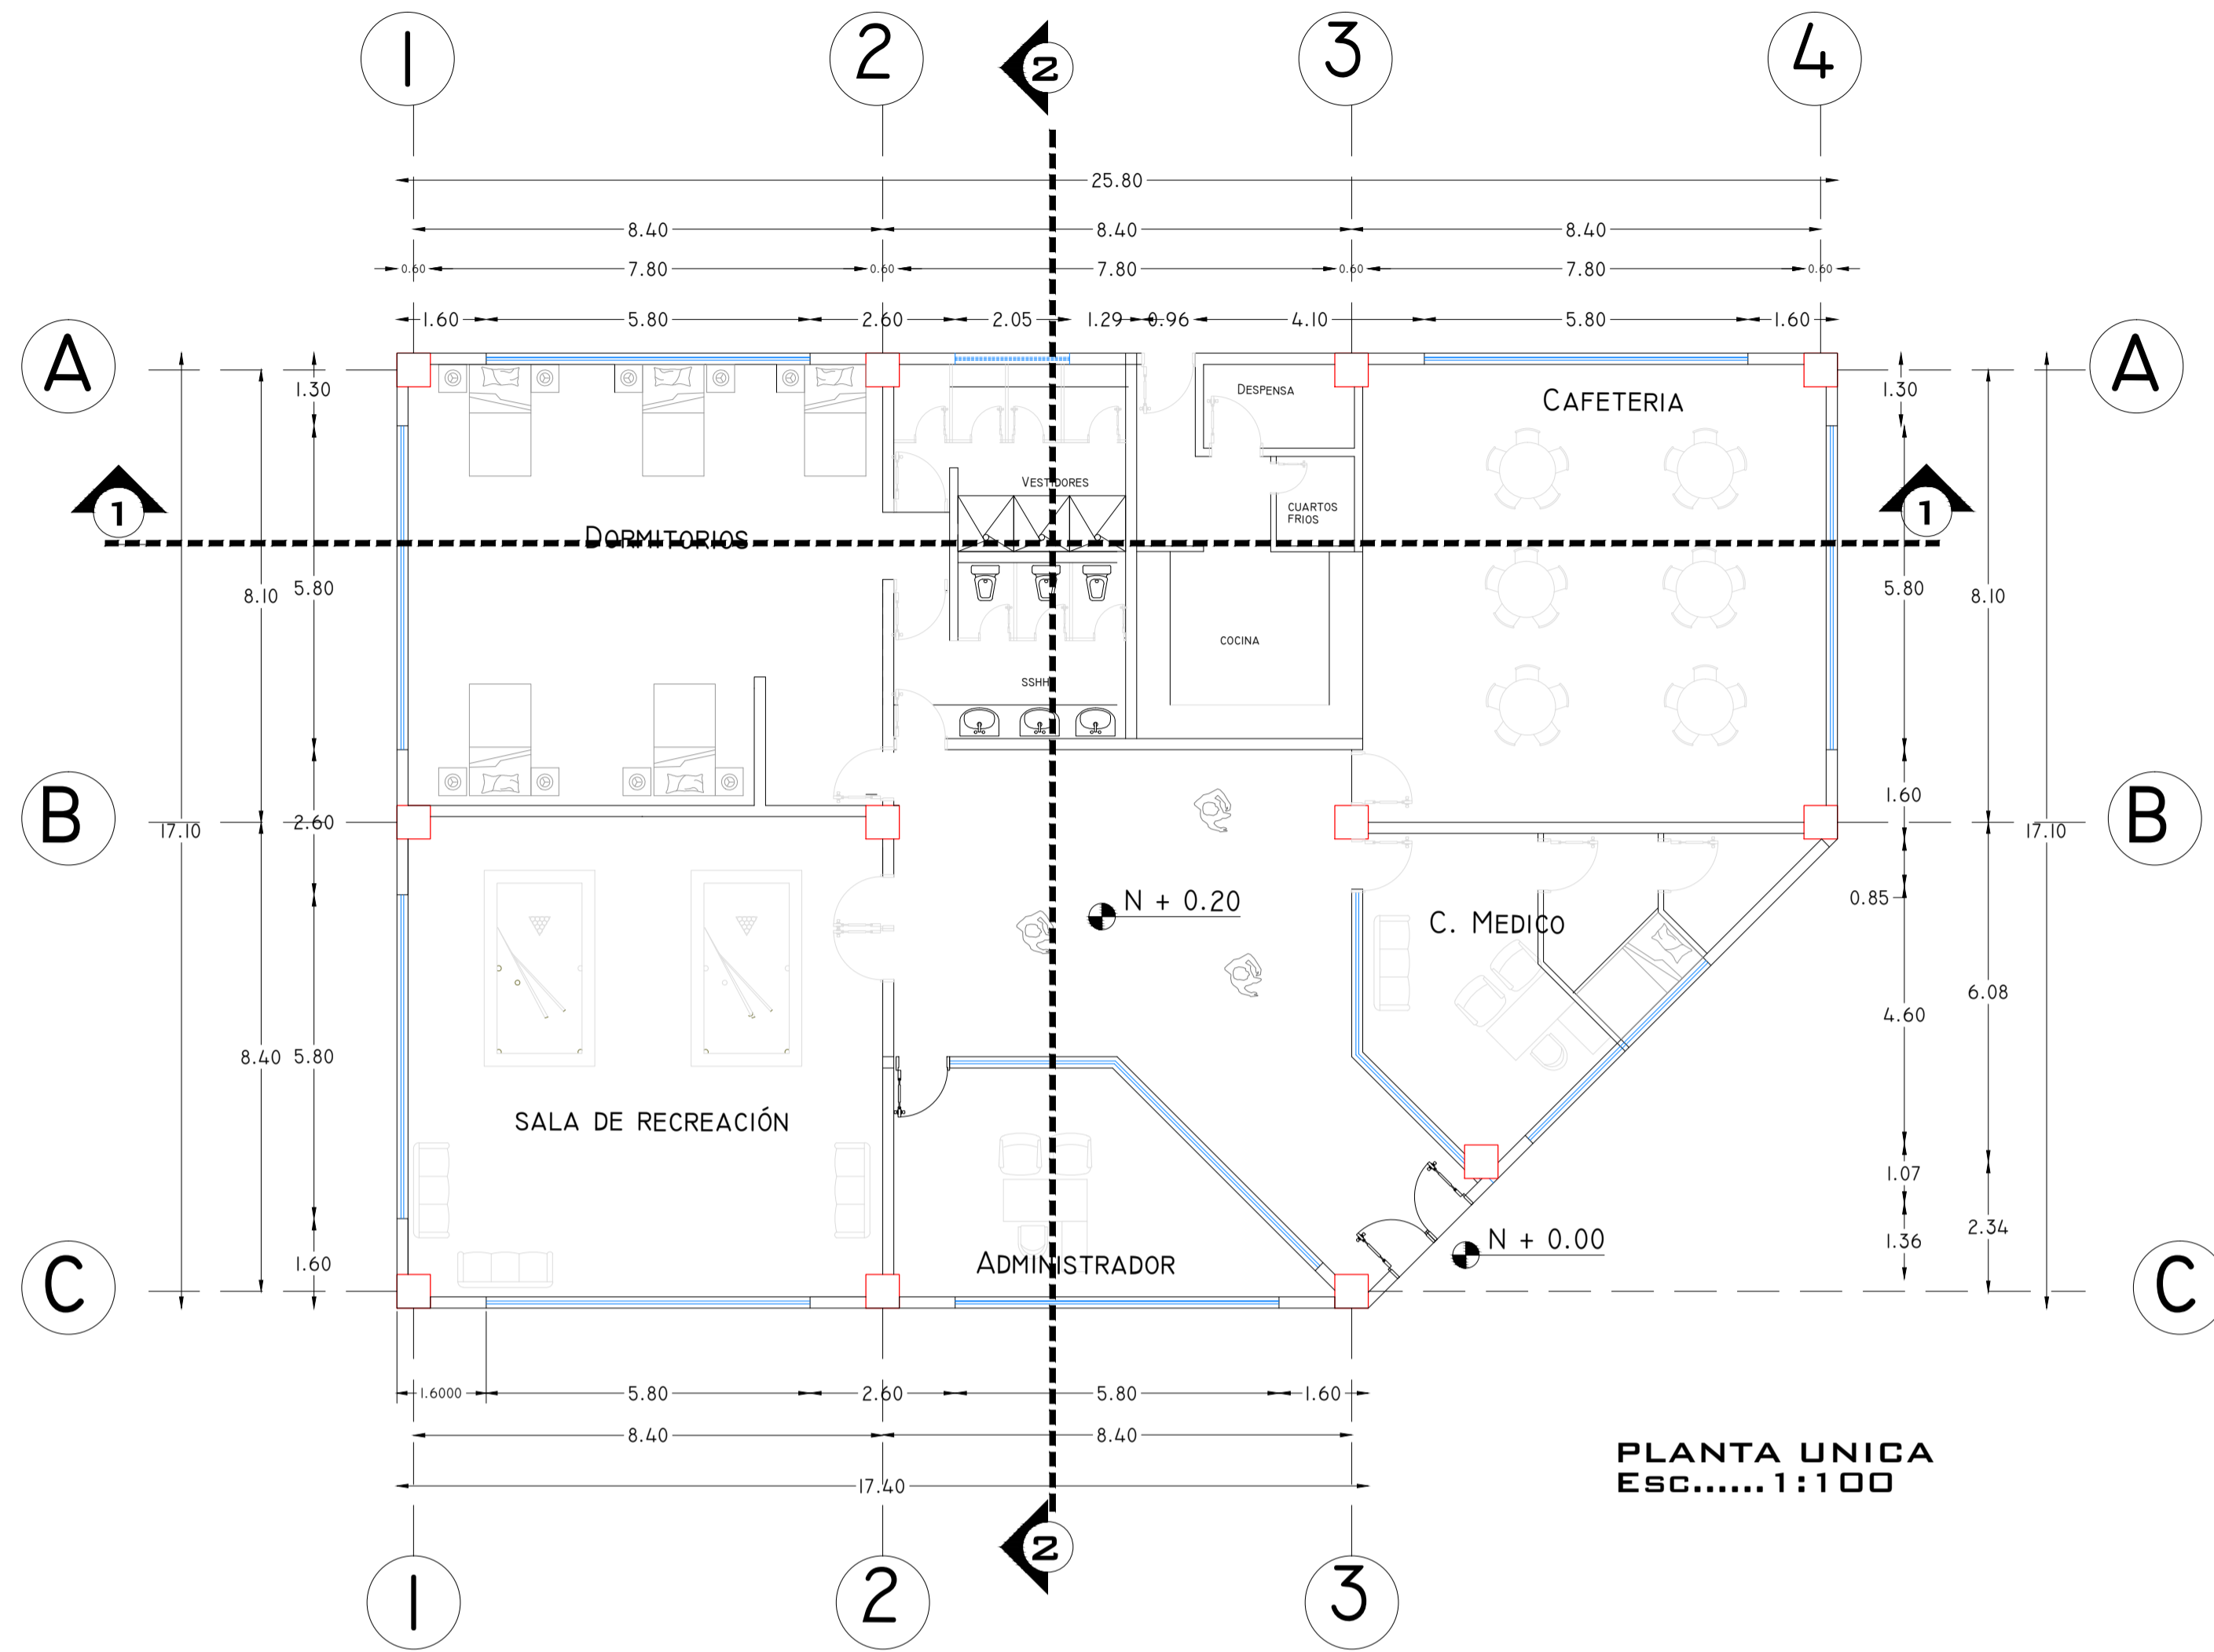 1 2 2 3 4
25.80
8.40 8.40 8.40
0.60 7.80 0.60 7.80 0.60 7.80 0.60
1.60 5.80 2.60 2.05 1.29 0.96 4.10 5.80 1.60
A A
1.30 1.30
DESPENSA
CAFETERIA
VESTIDORES
1 1
CUARTOS
FRIOS
DORMITORIOS
8.10 5.80 5.80 8.10
COCINA
SSHH
1.60
B B
17.10 2.60 17.10
0.85
N + 0.20
C. MEDICO
6.08
4.60
8.40 5.80
SALA DE RECREACIÓN
1.07
2.34
N + 0.00 1.36
1.60 ADMINISTRADOR
C C
1.6000 5.80 2.60 5.80 1.60
8.40 8.40
PLANTA UNICA
17.40
ESC......1:100
2
1 2 3